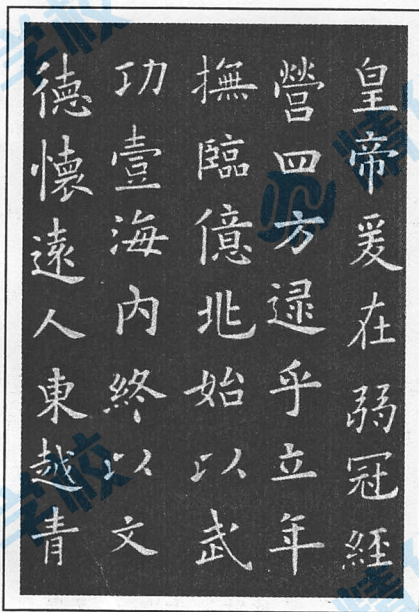 皇帝爰在弱冠經
營四方逯乎立年
撫臨億兆始以武
功壹海内終以文
德懷遠人東越青